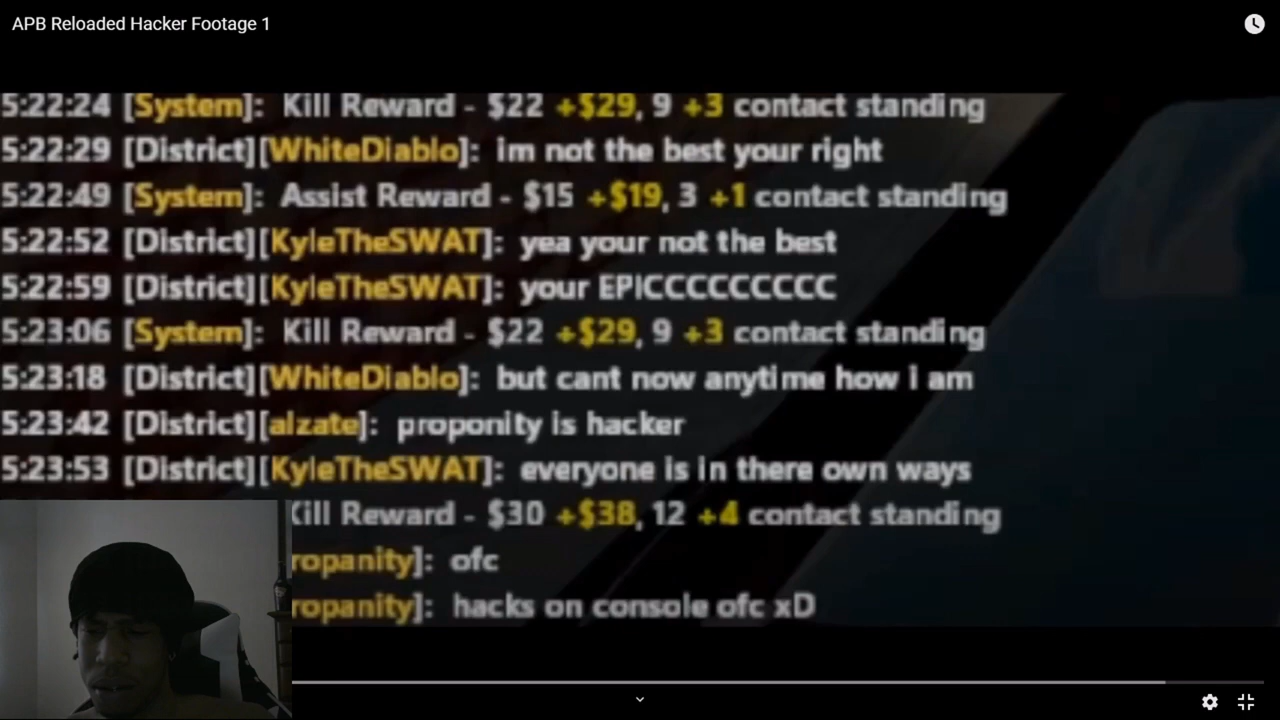 APB Reloaded Hacker Footage 1
5:22:24 [System]: Kill Reward - $22 +$29, 9 +3 contact standing
5:22:29 [District][WhiteDiablo]: im not the best your right
5:22:49 [System]: Assist Reward - $15 +$19, 3 +1 contact standing
5:22:52 [District][KyleTheSWAT]: yea your not the best
5:22:59 [District][KyleTheSWAT]: your EPICCCCCCCCC
5:23:06 [System]: Kill Reward - $22 +$29, 9 +3 contact standing
5:23:18 [District][WhiteDiablo]: but cant now anytime how i am
5:23:42 [District][alzate]: proponity is hacker
5:23:53 [District][KyleTheSWAT]: everyone is in there own ways
Kill Reward - $30 +$38, 12 +4 contact standing
ropanity]: ofc
ropanity]: hacks on console ofc xD